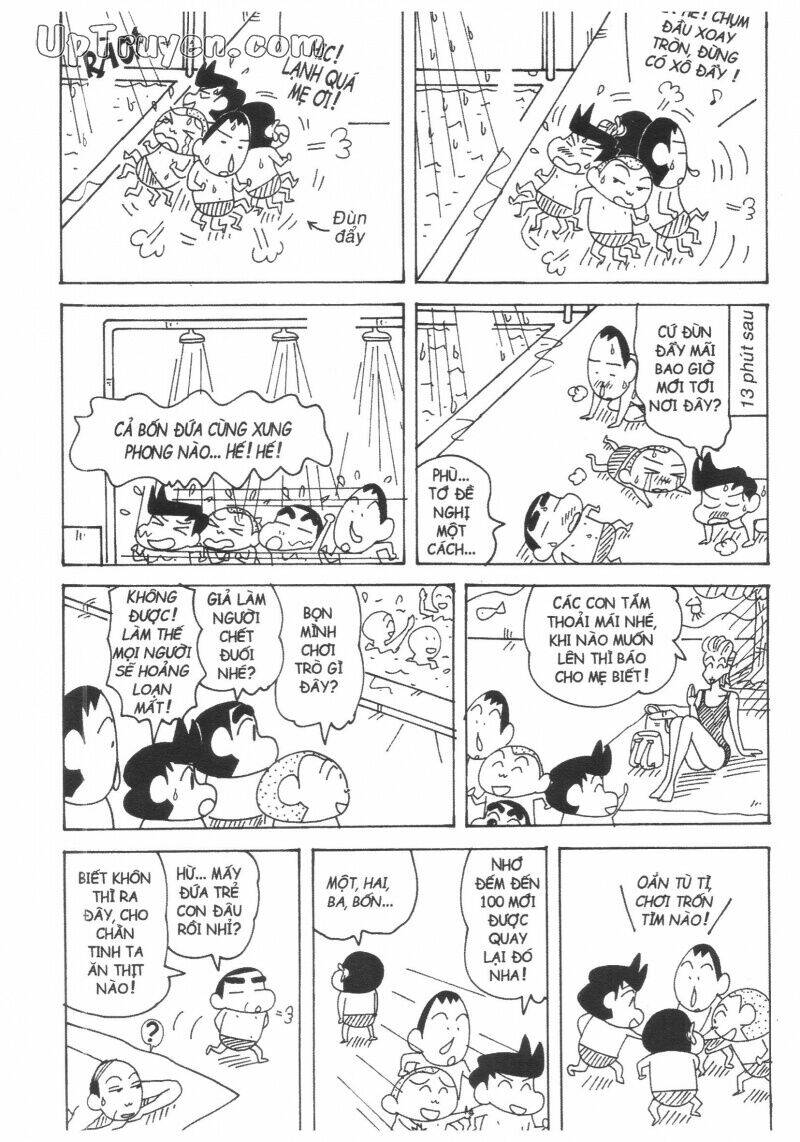 UpTruyen.com
HẾ! CHỤM
ĐẦU XOAY
TRÒN, ĐỪNG
CÓ XÔ ĐẨY!
LẠNH QUÁ
MẸ ƠI!
Đùn
đẩy
13 phút sau
CỨ ĐÙN
ĐẨY MÃI
BAO GIỜ
MỚI TỚI
NƠI ĐÂY?
PHÙ...
TỚ ĐỀ
NGHỊ
MỘT
CÁCH...
CẢ BỐN ĐỨA CÙNG XUNG
PHONG NÀO... HẾ! HẾ!
CÁC CON TẮM
THOẢI MÁI NHÉ,
KHI NÀO MUỐN
LÊN THÌ BÁO
CHO MẸ BIẾT!
BỌN
MÌNH
CHƠI
TRÒ GÌ
ĐÂY?
GIẢ LÀM
NGƯỜI
CHẾT
ĐUỐI
NHÉ?
KHÔNG
ĐƯỢC!
LÀM THẾ
MỌI NGƯỜI
SẼ HOẢNG
LOẠN
MẤT!
OẲN TÙ TÌ,
CHƠI TRỐN
TÌM NÀO!
NHỚ
ĐẾM ĐẾN
100 MỚI
ĐƯỢC
QUAY
LẠI ĐÓ
NHA!
MỘT, HAI,
BA, BỐN...
HỪ... MẤY
ĐỨA TRẺ
CON ĐÂU
RỒI NHỈ?
BIẾT KHÔN
THÌ RA
ĐÂY, CHO
CHẰN
TINH TA
ĂN THỊT
NÀO!
?